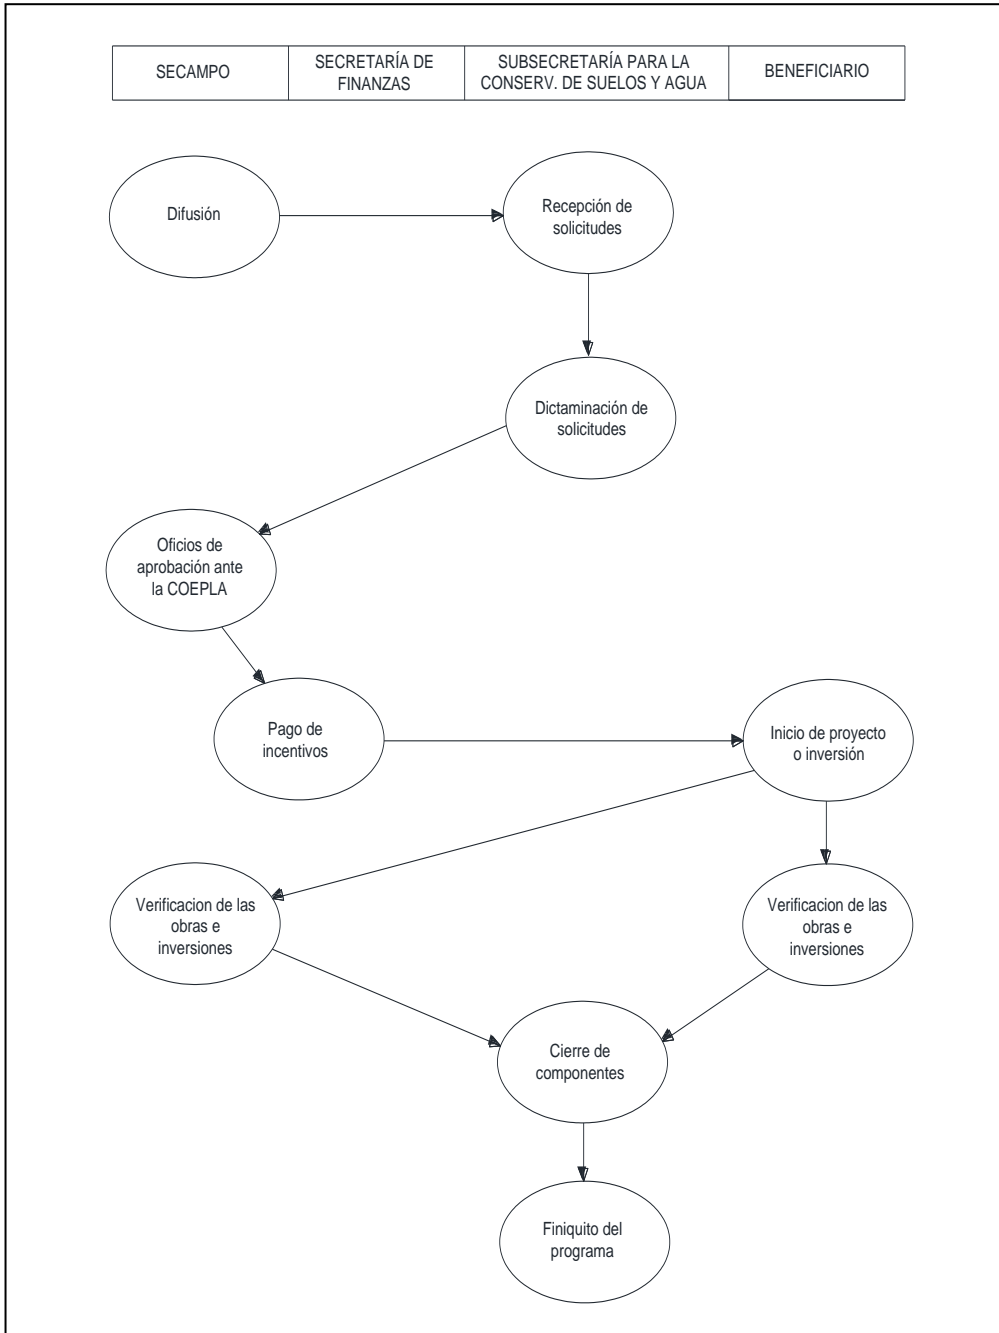 SECAMPO
SECRETARÍA DE
FINANZAS
SUBSECRETARÍA PARA LA
CONSERV. DE SUELOS Y AGUA
BENEFICIARIO
Difusión
Recepción de
solicitudes
Dictaminación de
solicitudes
Oficios de
aprobación ante
la COEPLA
Pago de
incentivos
Inicio de proyecto
o inversión
Verificacion de las
obras e
inversiones
Verificacion de las
obras e
inversiones
Cierre de
componentes
Finiquito del
programa